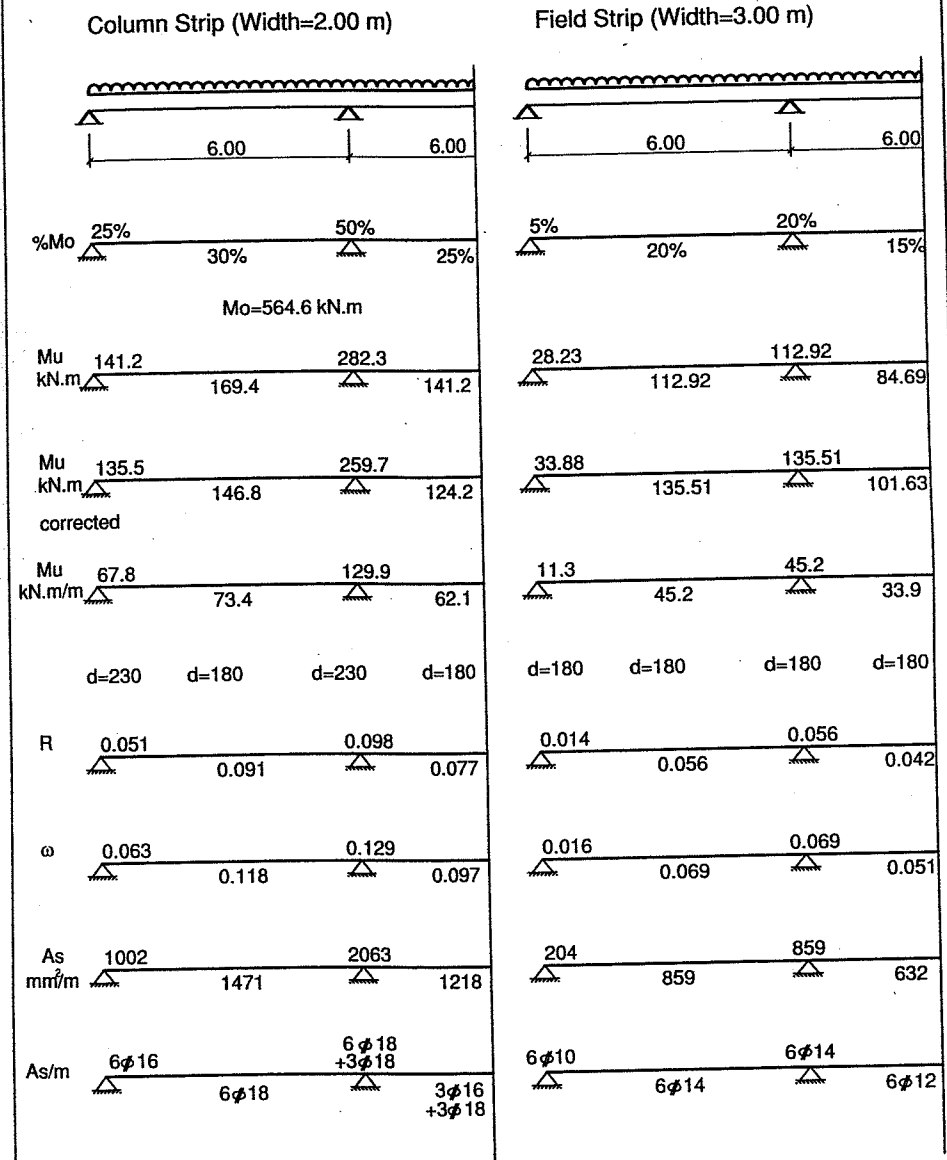 Column Strip (Width=2.00 m)
Field Strip (Width=3.00 m)
6.00 6.00
6.00 6.00
%Mo 25% 50%
30% 25%
5% 20%
20% 15%
Mo=564.6 kN.m
Mu
kN.m 141.2 282.3
169.4 141.2
28.23 112.92
112.92 84.69
Mu
kN.m 135.5 259.7
146.8 124.2
corrected
33.88 135.51
135.51 101.63
Mu
kN.m/m 67.8 129.9
73.4 62.1
11.3 45.2
45.2 33.9
d=230 d=180 d=230 d=180
d=180 d=180 d=180 d=180
R 0.051 0.098
0.091 0.077
0.014 0.056
0.056 0.042
ω 0.063 0.129
0.118 0.097
0.016 0.069
0.069 0.051
As
mm²/m 1002 2063
1471 1218
204 859
859 632
As/m 6ϕ16 6ϕ18
+3ϕ18
6ϕ18 3ϕ16
+3ϕ18
6ϕ10 6ϕ14
6ϕ14 6ϕ12